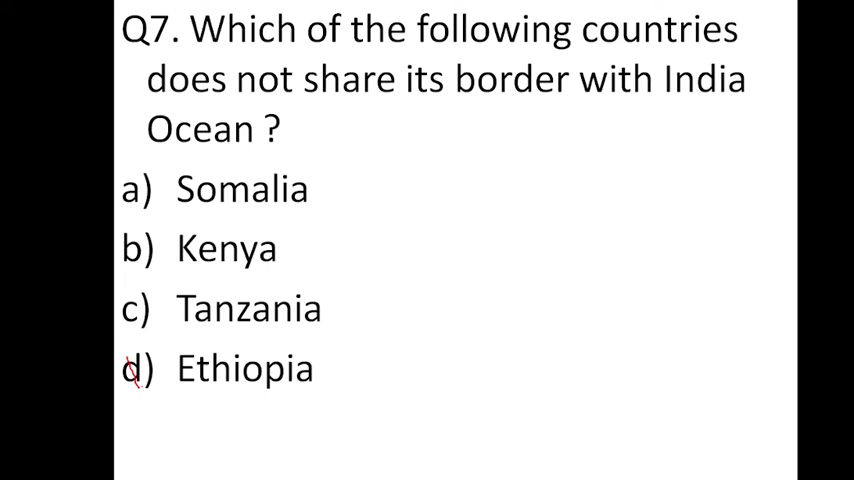 Q7. Which of the following countries
does not share its border with India
Ocean ?
a) Somalia
b) Kenya
c) Tanzania
d) Ethiopia